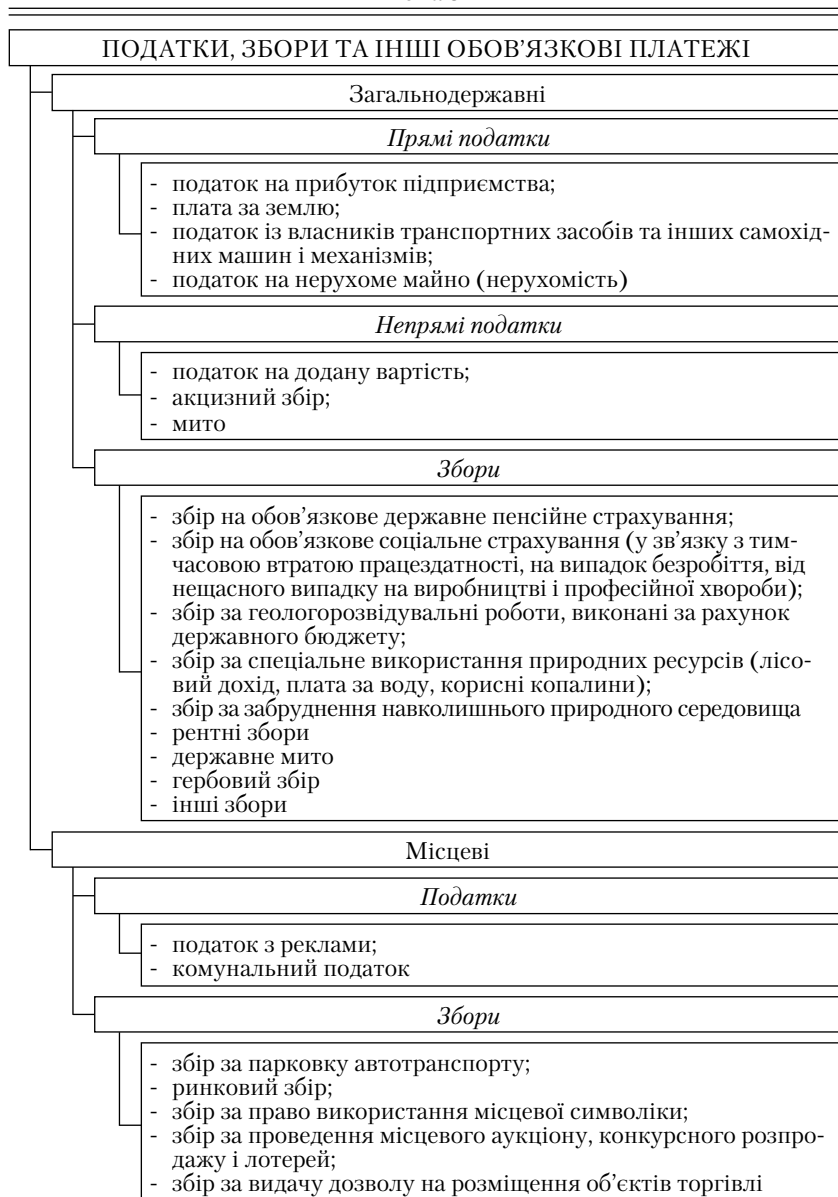 ПОДАТКИ, ЗБОРИ ТА ІНШІ ОБОВ’ЯЗКОВІ ПЛАТЕЖІ
Загальнодержавні
Прямі податки
- податок на прибуток підприємства;
- плата за землю;
- податок із власників транспортних засобів та інших самохід-
них машин і механізмів;
- податок на нерухоме майно (нерухомість)
Непрямі податки
- податок на додану вартість;
- акцизний збір;
- мито
Збори
- збір на обов’язкове державне пенсійне страхування;
- збір на обов’язкове соціальне страхування (у зв’язку з тим-
часовою втратою працездатності, на випадок безробіття, від
нещасного випадку на виробництві і професійної хвороби);
- збір за геологорозвідувальні роботи, виконані за рахунок
державного бюджету;
- збір за спеціальне використання природних ресурсів (лісо-
вий дохід, плата за воду, корисні копалини);
- збір за забруднення навколишнього природного середовища
- рентні збори
- державне мито
- гербовий збір
- інші збори
Місцеві
Податки
- податок з реклами;
- комунальний податок
Збори
- збір за парковку автотранспорту;
- ринковий збір;
- збір за право використання місцевої символіки;
- збір за проведення місцевого аукціону, конкурсного розпро-
дажу і лотерей;
- збір за видачу дозволу на розміщення об’єктів торгівлі